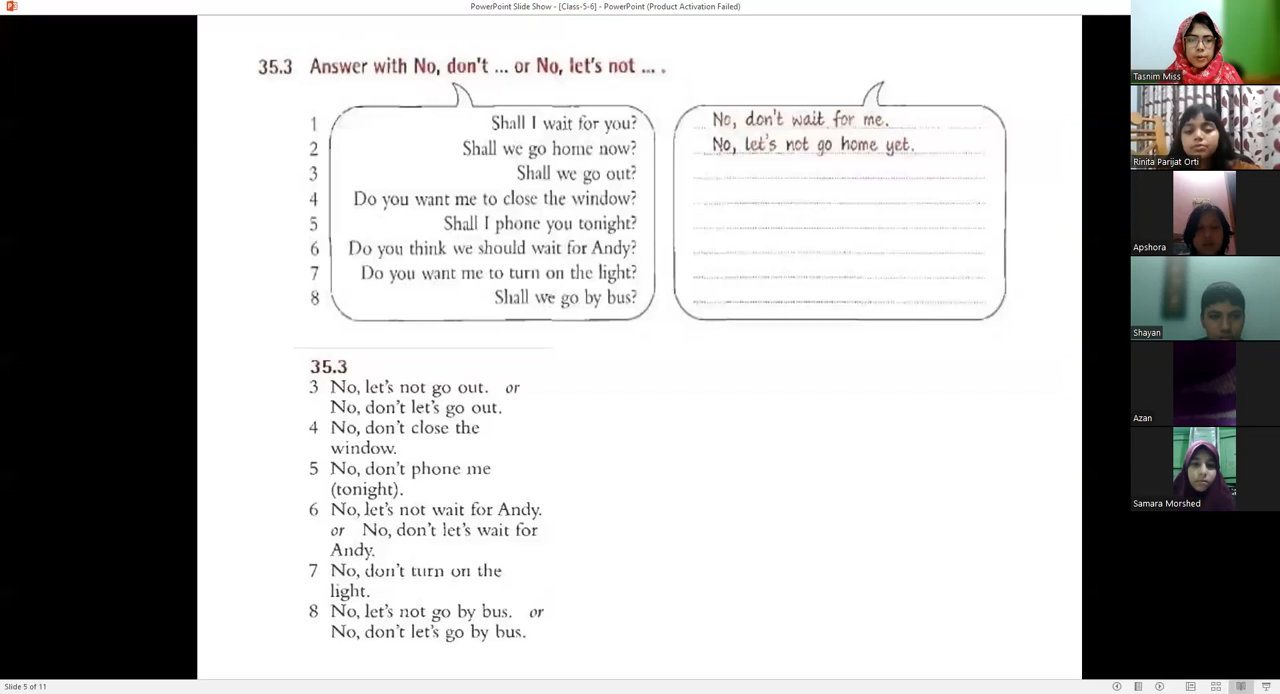 PowerPoint Slide Show - [Class-5-6] - PowerPoint (Product Activation Failed)
35.3 Answer with No, don't ... or No, let's not ... .
1 Shall I wait for you? No, don't wait for me.
2 Shall we go home now? No, let's not go home yet.
3 Shall we go out?
4 Do you want me to close the window?
5 Shall I phone you tonight?
6 Do you think we should wait for Andy?
7 Do you want me to turn on the light?
8 Shall we go by bus?
35.3
3 No, let's not go out. or
No, don't let's go out.
4 No, don't close the
window.
5 No, don't phone me
(tonight).
6 No, let's not wait for Andy.
or No, don't let's wait for
Andy.
7 No, don't turn on the
light.
8 No, let's not go by bus. or
No, don't let's go by bus.
Tasnim Miss
Rinita Parijat Orti
Apshora
Shayan
Azan
Samara Morshed
Slide 5 of 11